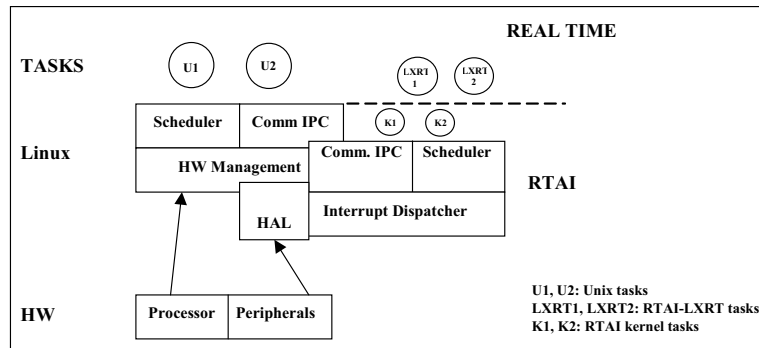 REAL TIME
TASKS
U1
U2
LXRT
1
LXRT
2
Scheduler
Comm IPC
K1
K2
Linux
HW Management
Comm. IPC
Scheduler
RTAI
HAL
Interrupt Dispatcher
U1, U2: Unix tasks
LXRT1, LXRT2: RTAI-LXRT tasks
K1, K2: RTAI kernel tasks
HW
Processor
Peripherals